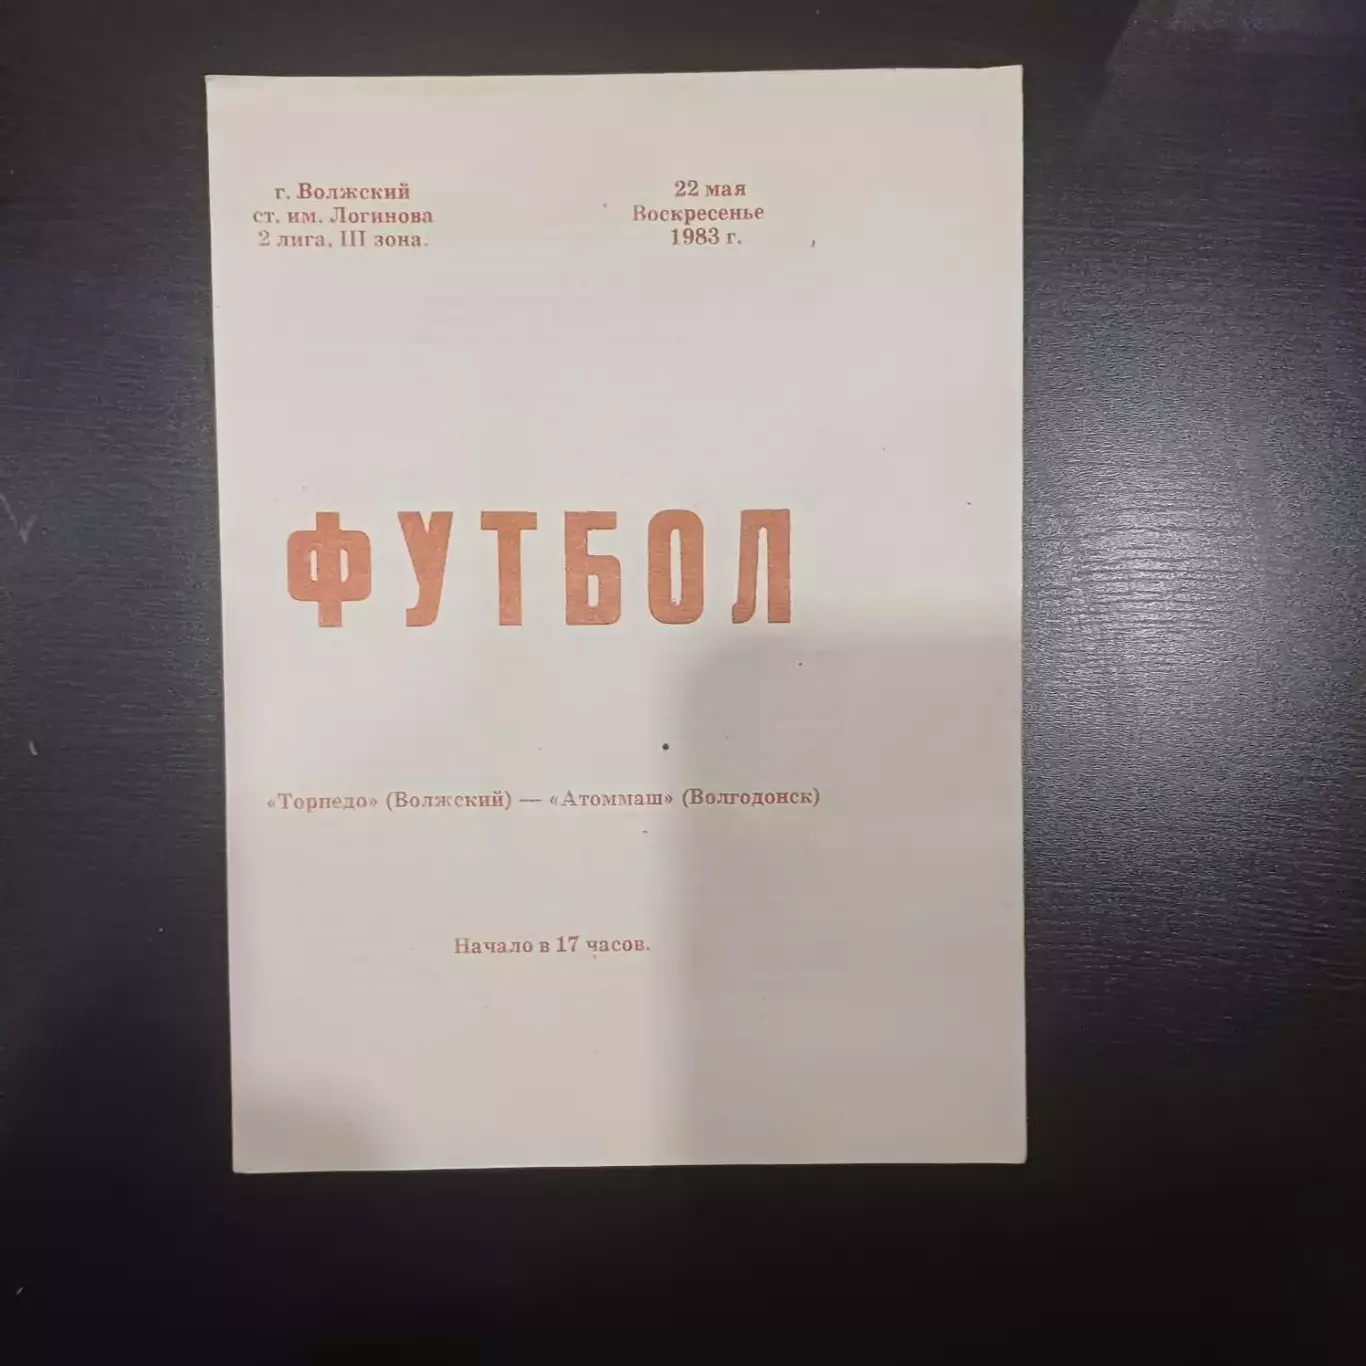 г. Волжский
ст. им. Логинова
2 лига, III зона.
22 мая
Воскресенье
1983 г.
ФУТБОЛ
«Торпедо» (Волжский) — «Атоммаш» (Волгодонск)
Начало в 17 часов.